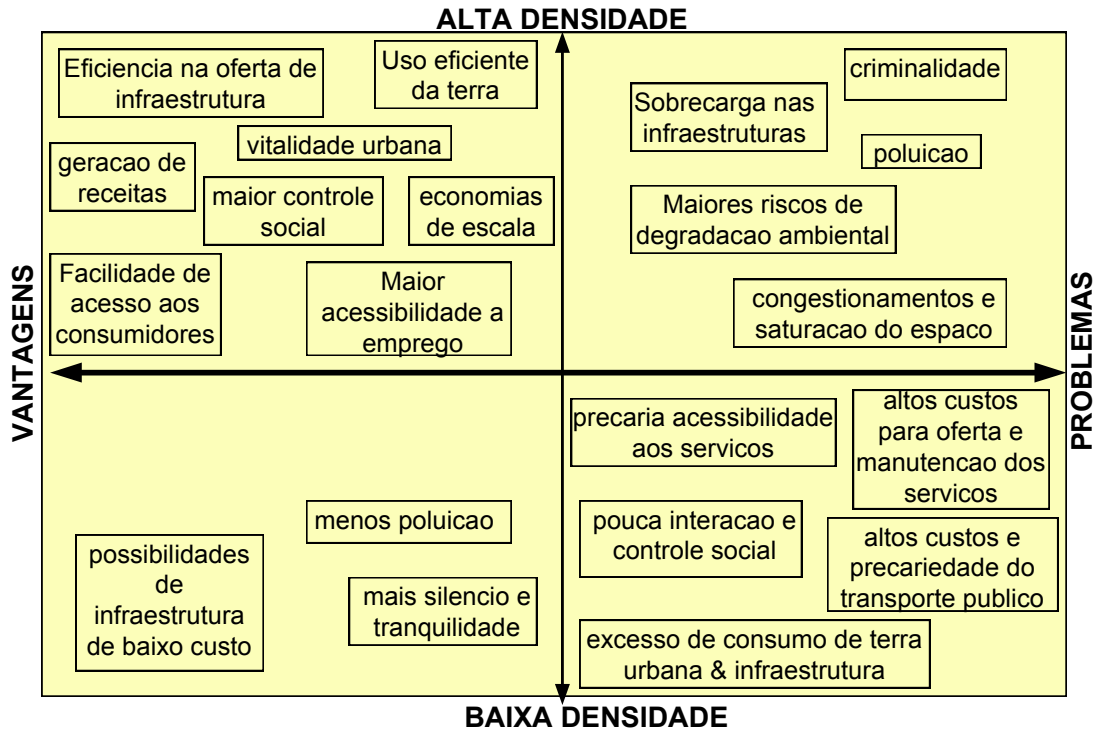 ALTA DENSIDADE
Eficiencia na oferta de
infraestrutura
Uso eficiente
da terra
vitalidade urbana
geracao de
receitas
maior controle
social
economias
de escala
Facilidade de
acesso aos
consumidores
Maior
acessibilidade a
emprego
criminalidade
Sobrecarga nas
infraestruturas
poluicao
Maiores riscos de
degradacao ambiental
congestionamentos e
saturacao do espaco
VANTAGENS
PROBLEMAS
menos poluicao
possibilidades
de
infraestrutura
de baixo custo
mais silencio e
tranquilidade
precaria acessibilidade
aos servicos
altos custos
para oferta e
manutencao dos
servicos
pouca interacao e
controle social
altos custos e
precariedade do
transporte publico
excesso de consumo de terra
urbana & infraestrutura
BAIXA DENSIDADE